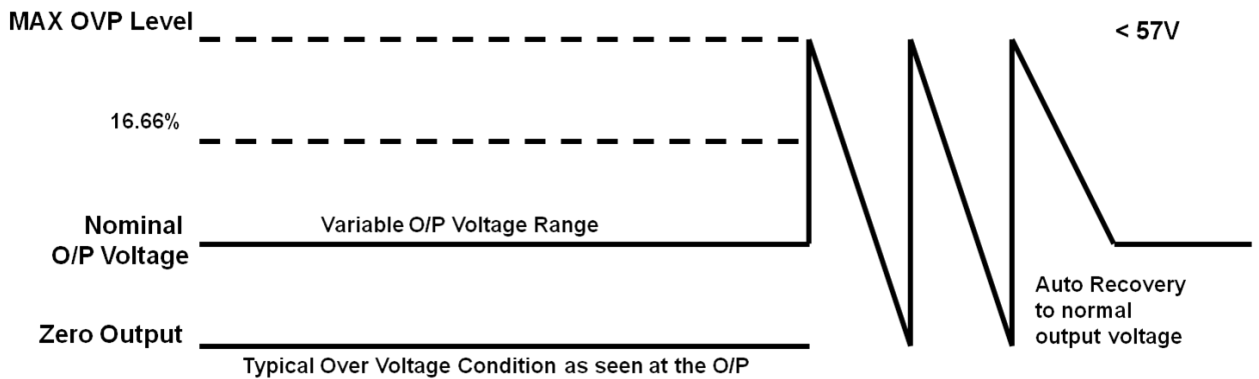 MAX OVP Level
< 57V
16.66%
Nominal
O/P Voltage
Variable O/P Voltage Range
Auto Recovery
to normal
output voltage
Zero Output
Typical Over Voltage Condition as seen at the O/P